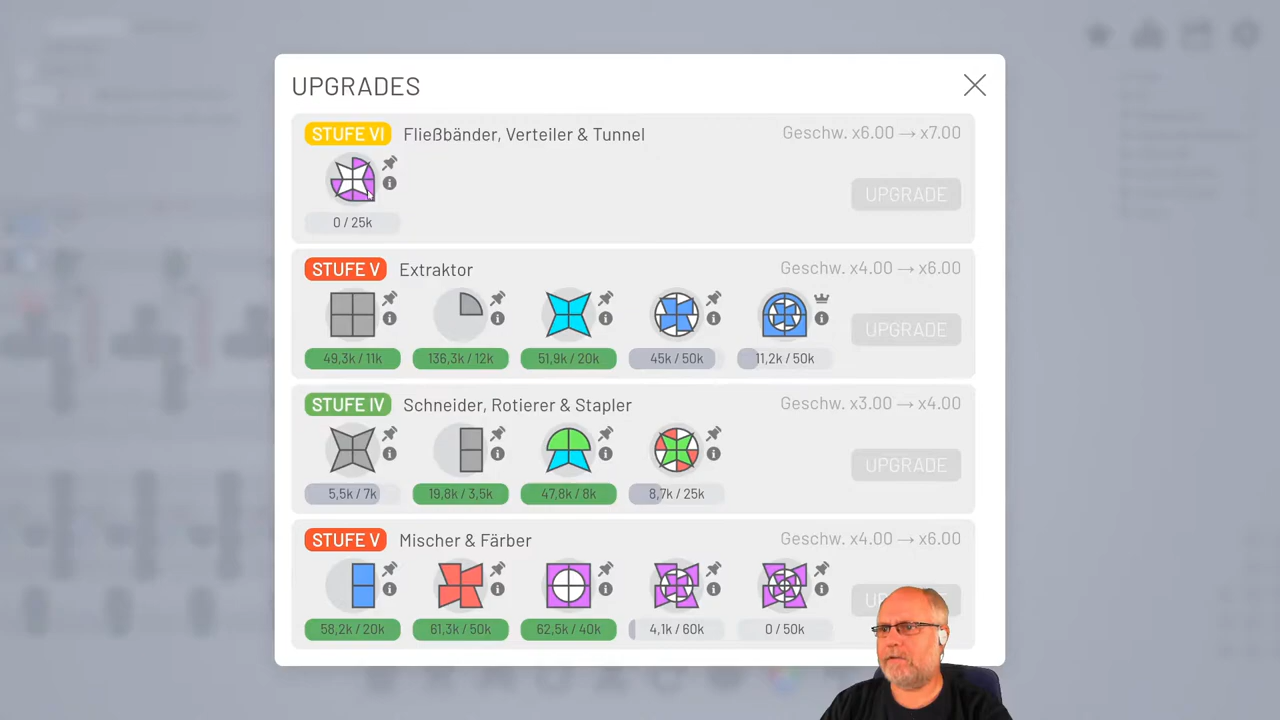 UPGRADES
STUFE VI Fließbänder, Verteiler & Tunnel Geschw. x6.00 → x7.00
UPGRADE
0 / 25k
STUFE V Extraktor Geschw. x4.00 → x6.00
UPGRADE
49,3k / 11k 136,3k / 12k 51,9k / 20k 45k / 50k 11,2k / 50k
STUFE IV Schneider, Rotierer & Stapler Geschw. x3.00 → x4.00
UPGRADE
5,5k / 7k 19,8k / 3,5k 47,8k / 8k 8,7k / 25k
STUFE V Mischer & Färber Geschw. x4.00 → x6.00
58,2k / 20k 61,3k / 50k 62,5k / 40k 4,1k / 60k 0 / 50k